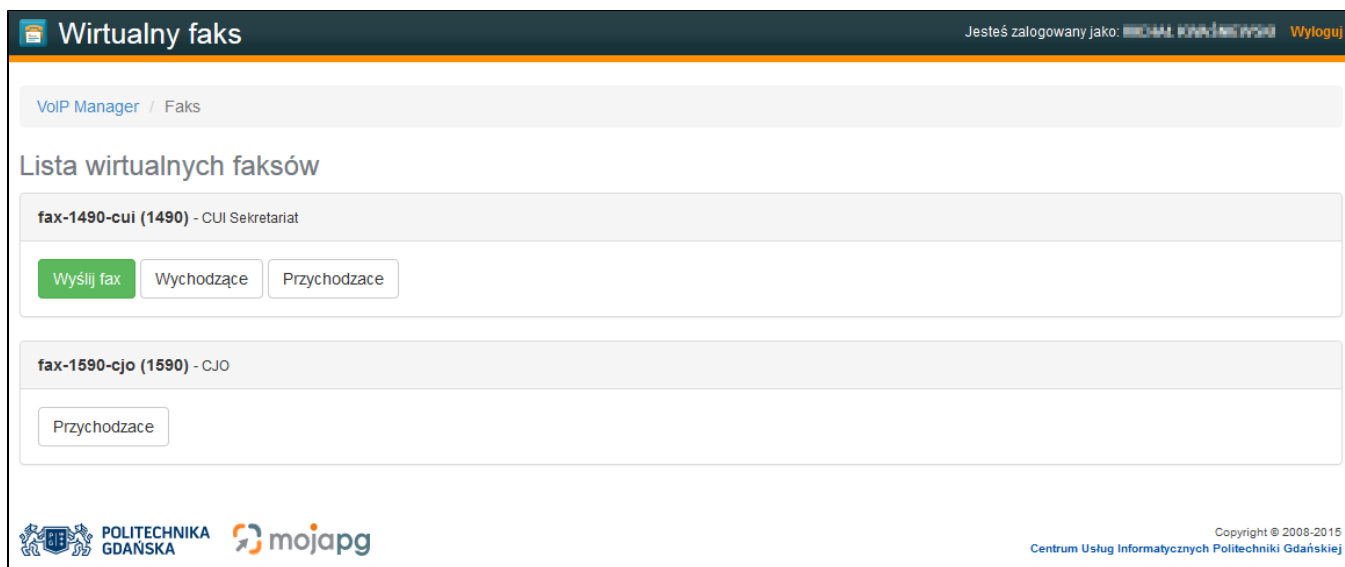 Wirtualny faks
Jesteś zalogowany jako: Wyloguj
VoIP Manager / Faks
Lista wirtualnych faksów
fax-1490-cui (1490) - CUI Sekretariat
Wyślij fax Wychodzące Przychodzace
fax-1590-cjo (1590) - CJO
Przychodzace
POLITECHNIKA
GDAŃSKA
mojapg
Copyright © 2008-2015
Centrum Usług Informatycznych Politechniki Gdańskiej